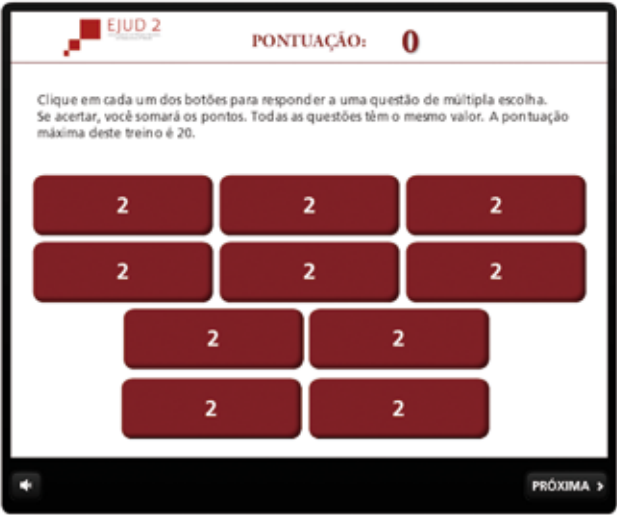 EJUD 2
PONTUAÇÃO: 0
Clique em cada um dos botões para responder a uma questão de múltipla escolha.
Se acertar, você somará os pontos. Todas as questões têm o mesmo valor. A pontuação
máxima deste treino é 20.
2 2 2
2 2 2
2 2
2 2
PRÓXIMA >